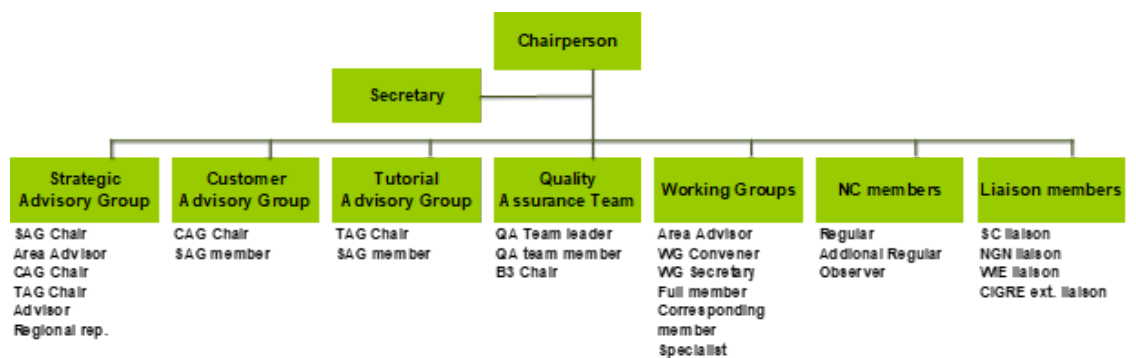 Chairperson
Secretary
Strategic
Advisory Group
SAG Chair
Area Advisor
CAG Chair
TAG Chair
Advisor
Regional rep.
Customer
Advisory Group
CAG Chair
SAG member
Tutorial
Advisory Group
TAG Chair
SAG member
Quality
Assurance Team
QA Team leader
QA team member
B3 Chair
Working Groups
Area Advisor
WG Convener
WG Secretary
Full member
Corresponding
member
Specialist
NC members
Regular
Addional Regular
Observer
Liaison members
SC liaison
NGN liaison
WIE liaison
CIGRE ext. liaison